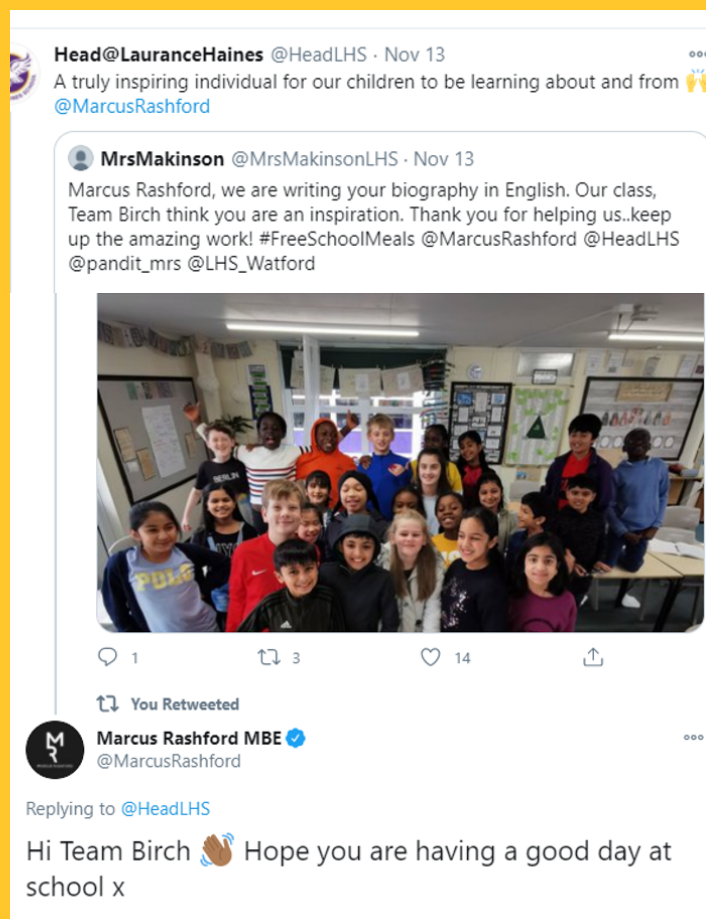 Head@LauranceHaines @HeadLHS · Nov 13
A truly inspiring individual for our children to be learning about and from 🙌
@MarcusRashford
MrsMakinson @MrsMakinsonLHS · Nov 13
Marcus Rashford, we are writing your biography in English. Our class,
Team Birch think you are an inspiration. Thank you for helping us..keep
up the amazing work! #FreeSchoolMeals @MarcusRashford @HeadLHS
@pandit_mrs @LHS_Watford
BERLIN
POLO
1 3 14
You Retweeted
Marcus Rashford MBE
@MarcusRashford
Replying to @HeadLHS
Hi Team Birch 👋🏾 Hope you are having a good day at
school x